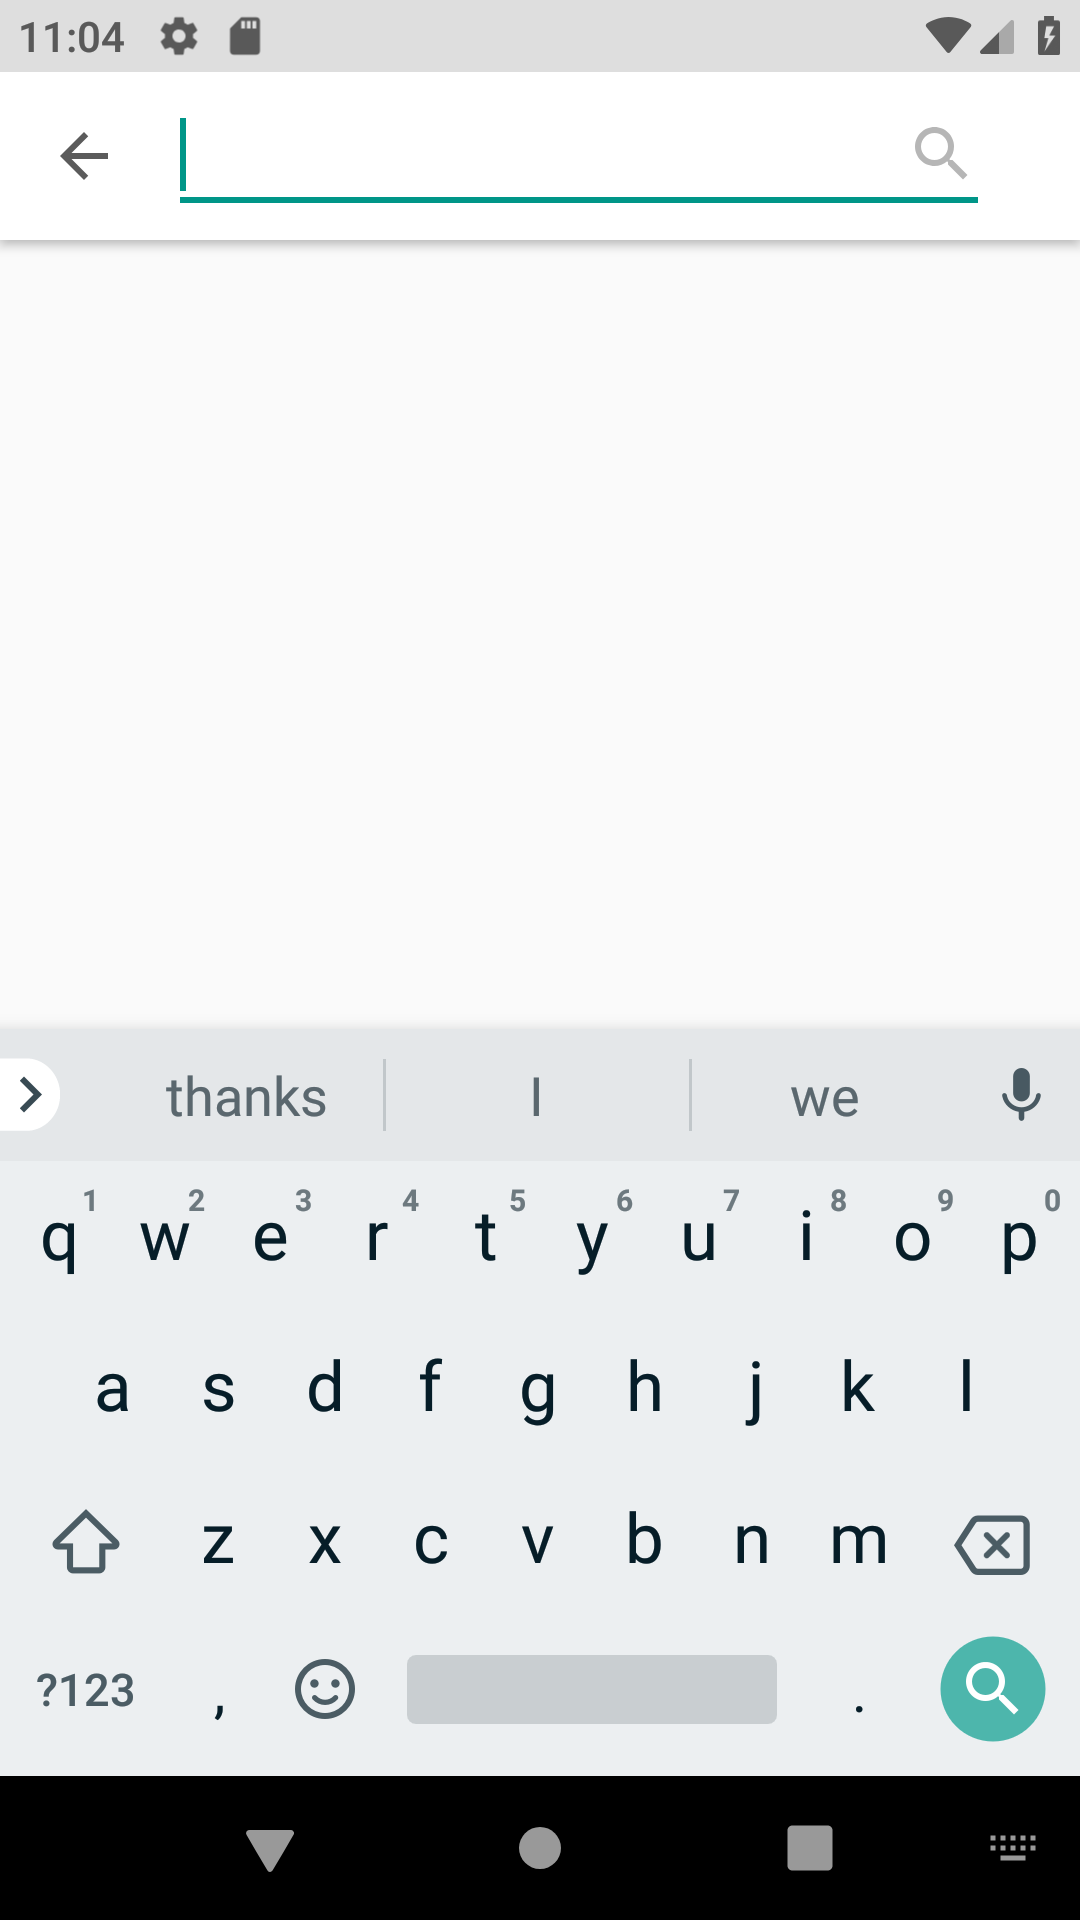 11:04
thanks I we
1 2 3 4 5 6 7 8 9 0
q w e r t y u i o p
a s d f g h j k l
z x c v b n m
?123 , .